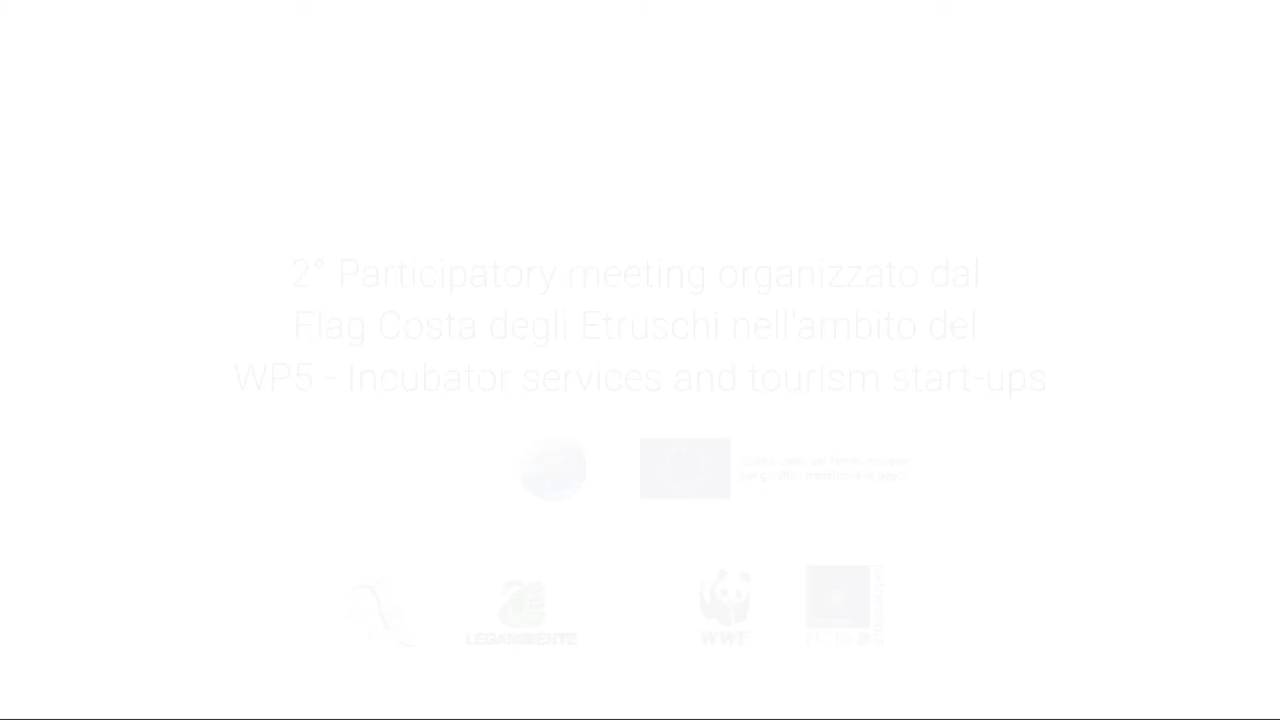 2° Participatory meeting organizzato dal
Flag Costa degli Etruschi nell'ambito del
WP5 - Incubator services and tourism start-ups
LEGAMBIENTE
WWF